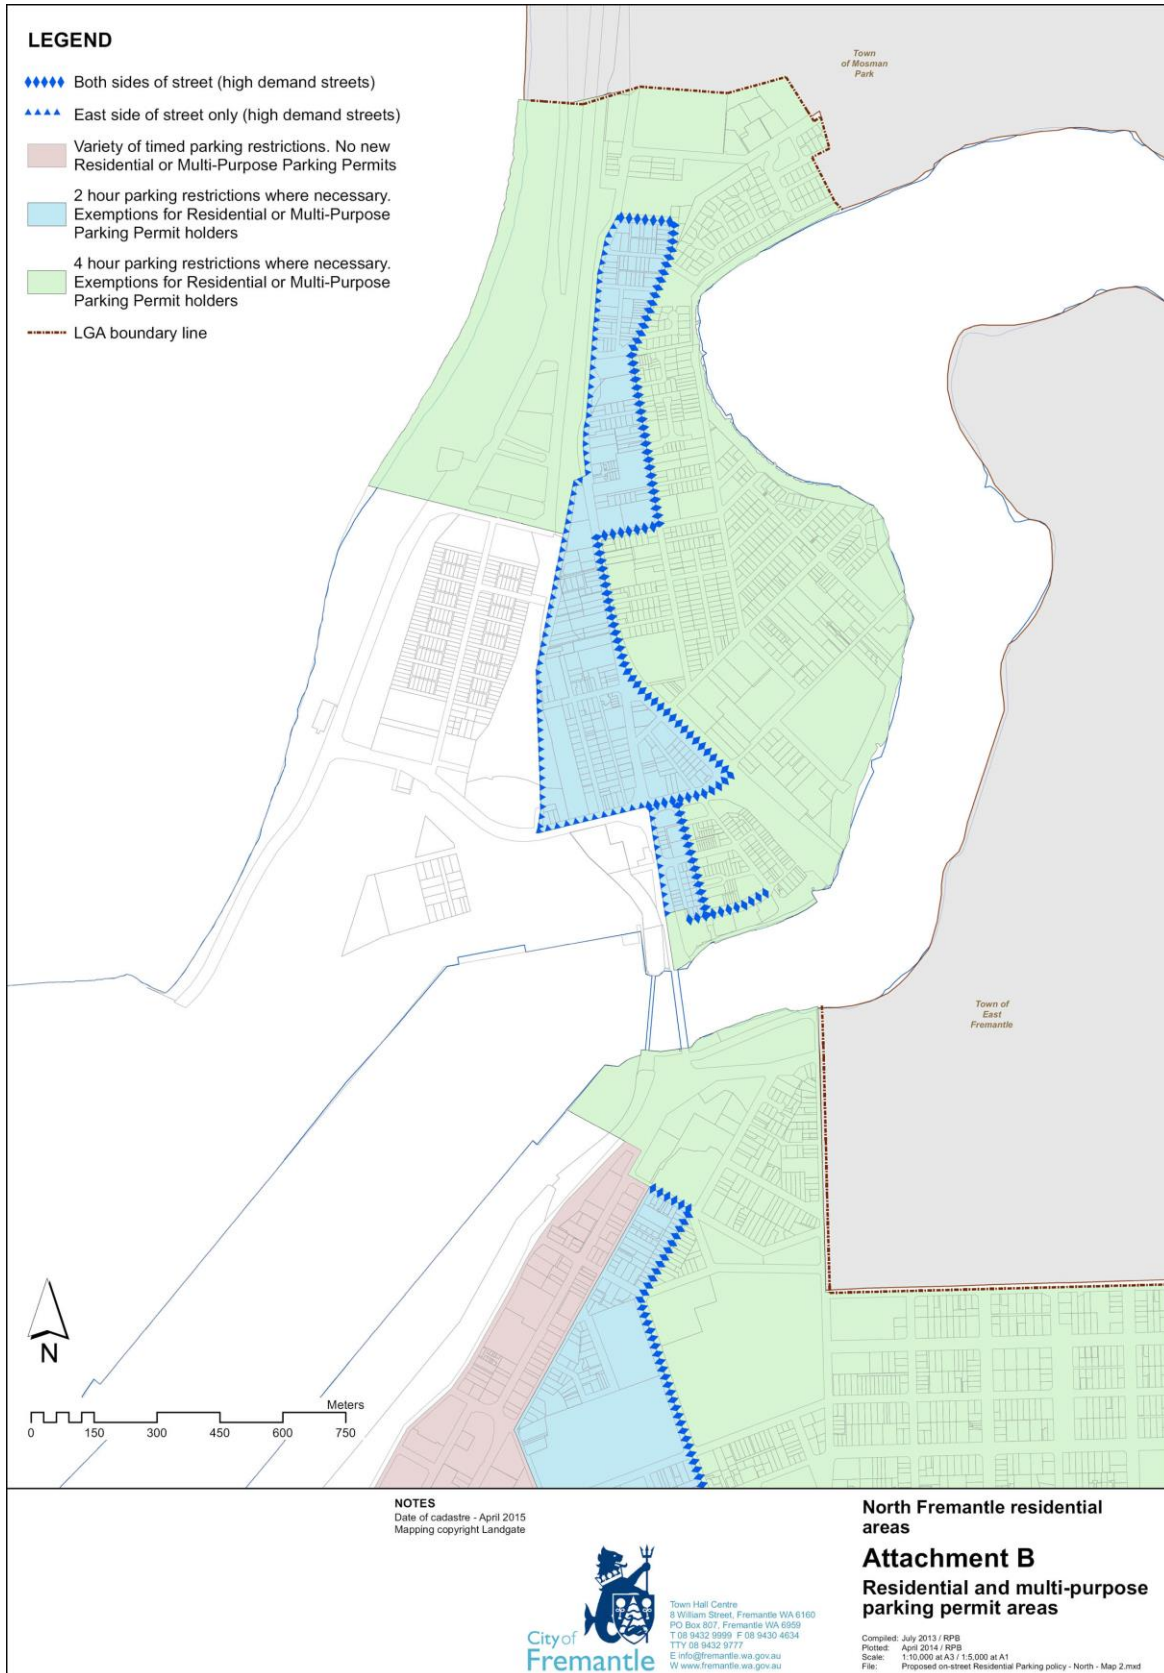 LEGEND
Both sides of street (high demand streets)
East side of street only (high demand streets)
Variety of timed parking restrictions. No new
Residential or Multi-Purpose Parking Permits
2 hour parking restrictions where necessary.
Exemptions for Residential or Multi-Purpose
Parking Permit holders
4 hour parking restrictions where necessary.
Exemptions for Residential or Multi-Purpose
Parking Permit holders
LGA boundary line
Town
of Mosman
Park
Town of
East
Fremantle
N
Meters
0 150 300 450 600 750
NOTES
Date of cadastre - April 2015
Mapping copyright Landgate
City of
Fremantle
Town Hall Centre
8 William Street, Fremantle WA 6160
PO Box 807, Fremantle WA 6959
T 08 9432 9999 F 08 9430 4634
TTY 08 9432 9777
E info@fremantle.wa.gov.au
W www.fremantle.wa.gov.au
North Fremantle residential
areas
Attachment B
Residential and multi-purpose
parking permit areas
Compiled: July 2013 / RPB
Plotted: April 2014 / RPB
Scale: 1:10,000 at A3 / 1:5,000 at A1
File: Proposed on-street Residential Parking policy - North - Map 2.mxd